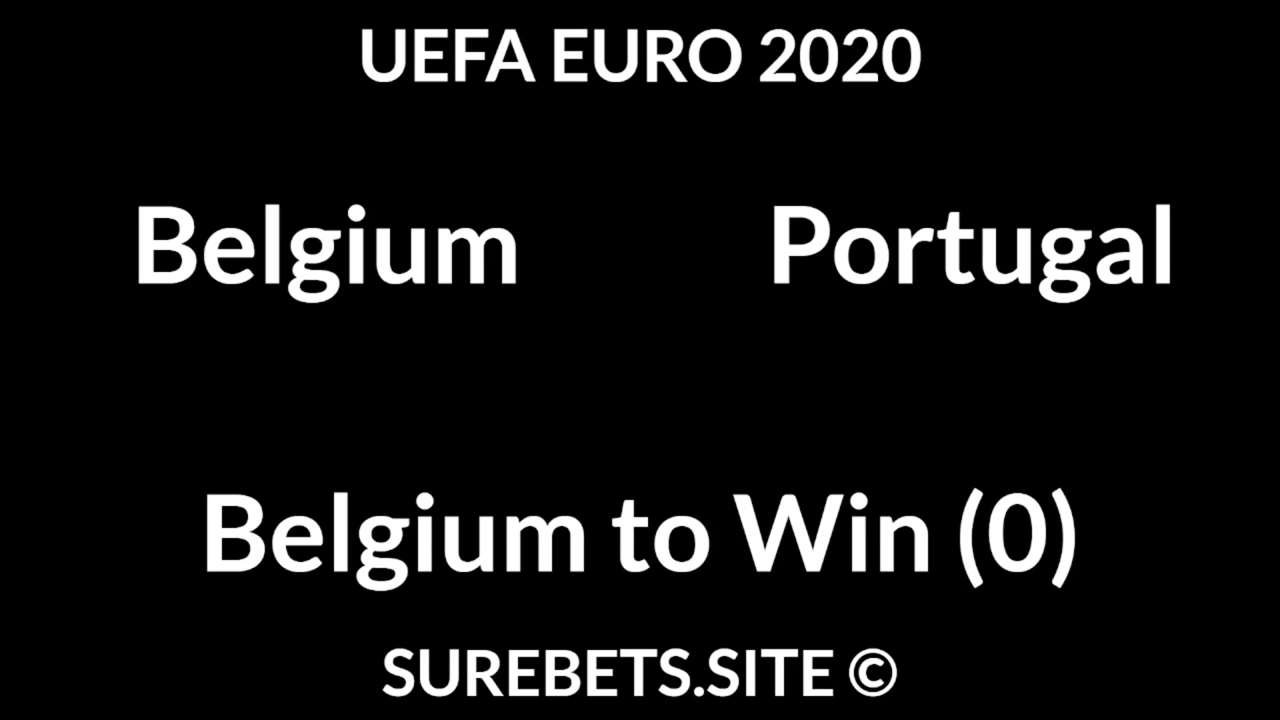 UEFA EURO 2020
Belgium Portugal
Belgium to Win (0)
SUREBETS.SITE ©